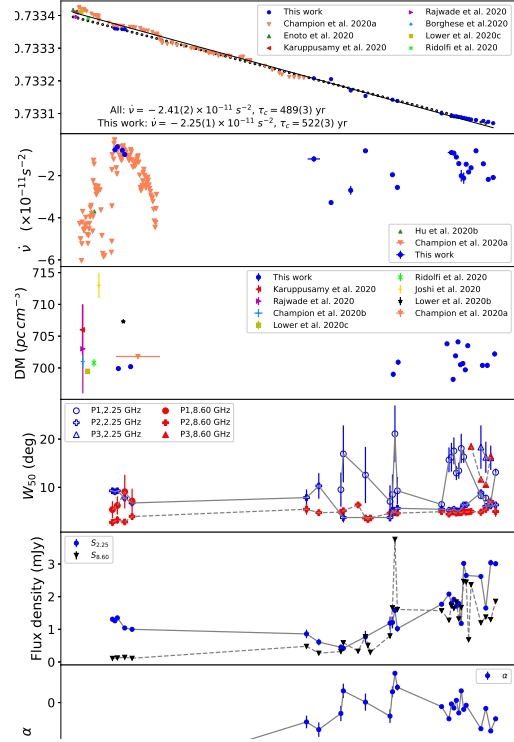 0.7334
0.7333
0.7332
0.7331
This work
Champion et al. 2020a
Enoto et al. 2020
Karuppusamy et al. 2020
Rajwade et al. 2020
Borghese et al.2020
Lower et al. 2020c
Ridolfi et al. 2020
All: ν̇ = −2.41(2) × 10⁻¹¹ s⁻², τc = 489(3) yr
This work: ν̇ = −2.25(1) × 10⁻¹¹ s⁻², τc = 522(3) yr
ν̇ (×10⁻¹¹s⁻²)
−2
−4
−6
Hu et al. 2020b
Champion et al. 2020a
This work
DM (pc cm⁻³)
715
710
705
700
This work
Karuppusamy et al. 2020
Rajwade et al. 2020
Champion et al. 2020b
Lower et al. 2020c
Ridolfi et al. 2020
Joshi et al. 2020
Lower et al. 2020b
Champion et al. 2020a
W₅₀ (deg)
20
10
P1,2.25 GHz
P2,2.25 GHz
P3,2.25 GHz
P1,8.60 GHz
P2,8.60 GHz
P3,8.60 GHz
Flux density (mJy)
3
2
1
0
S₂.₂₅
S₈.₆₀
α
0
α